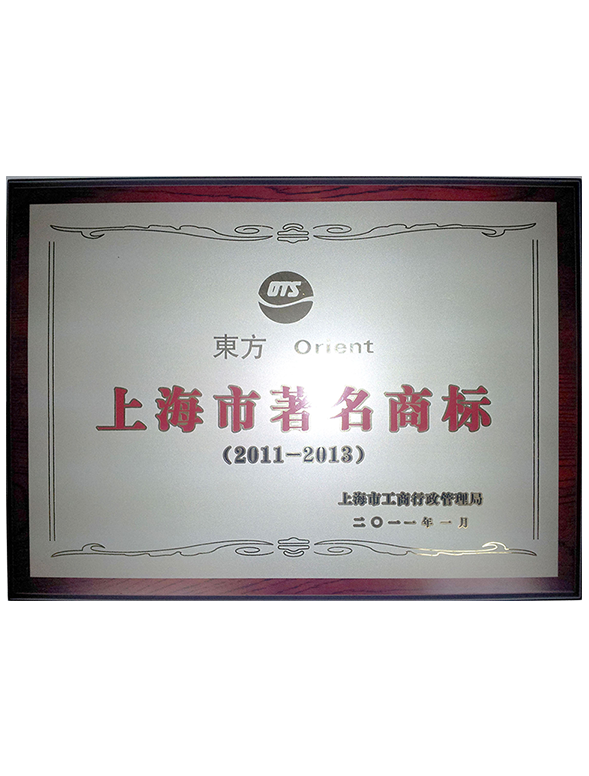 OTS
東方 Orient
上海市著名商标
（2011-2013）
上海市工商行政管理局
二〇一一年一月